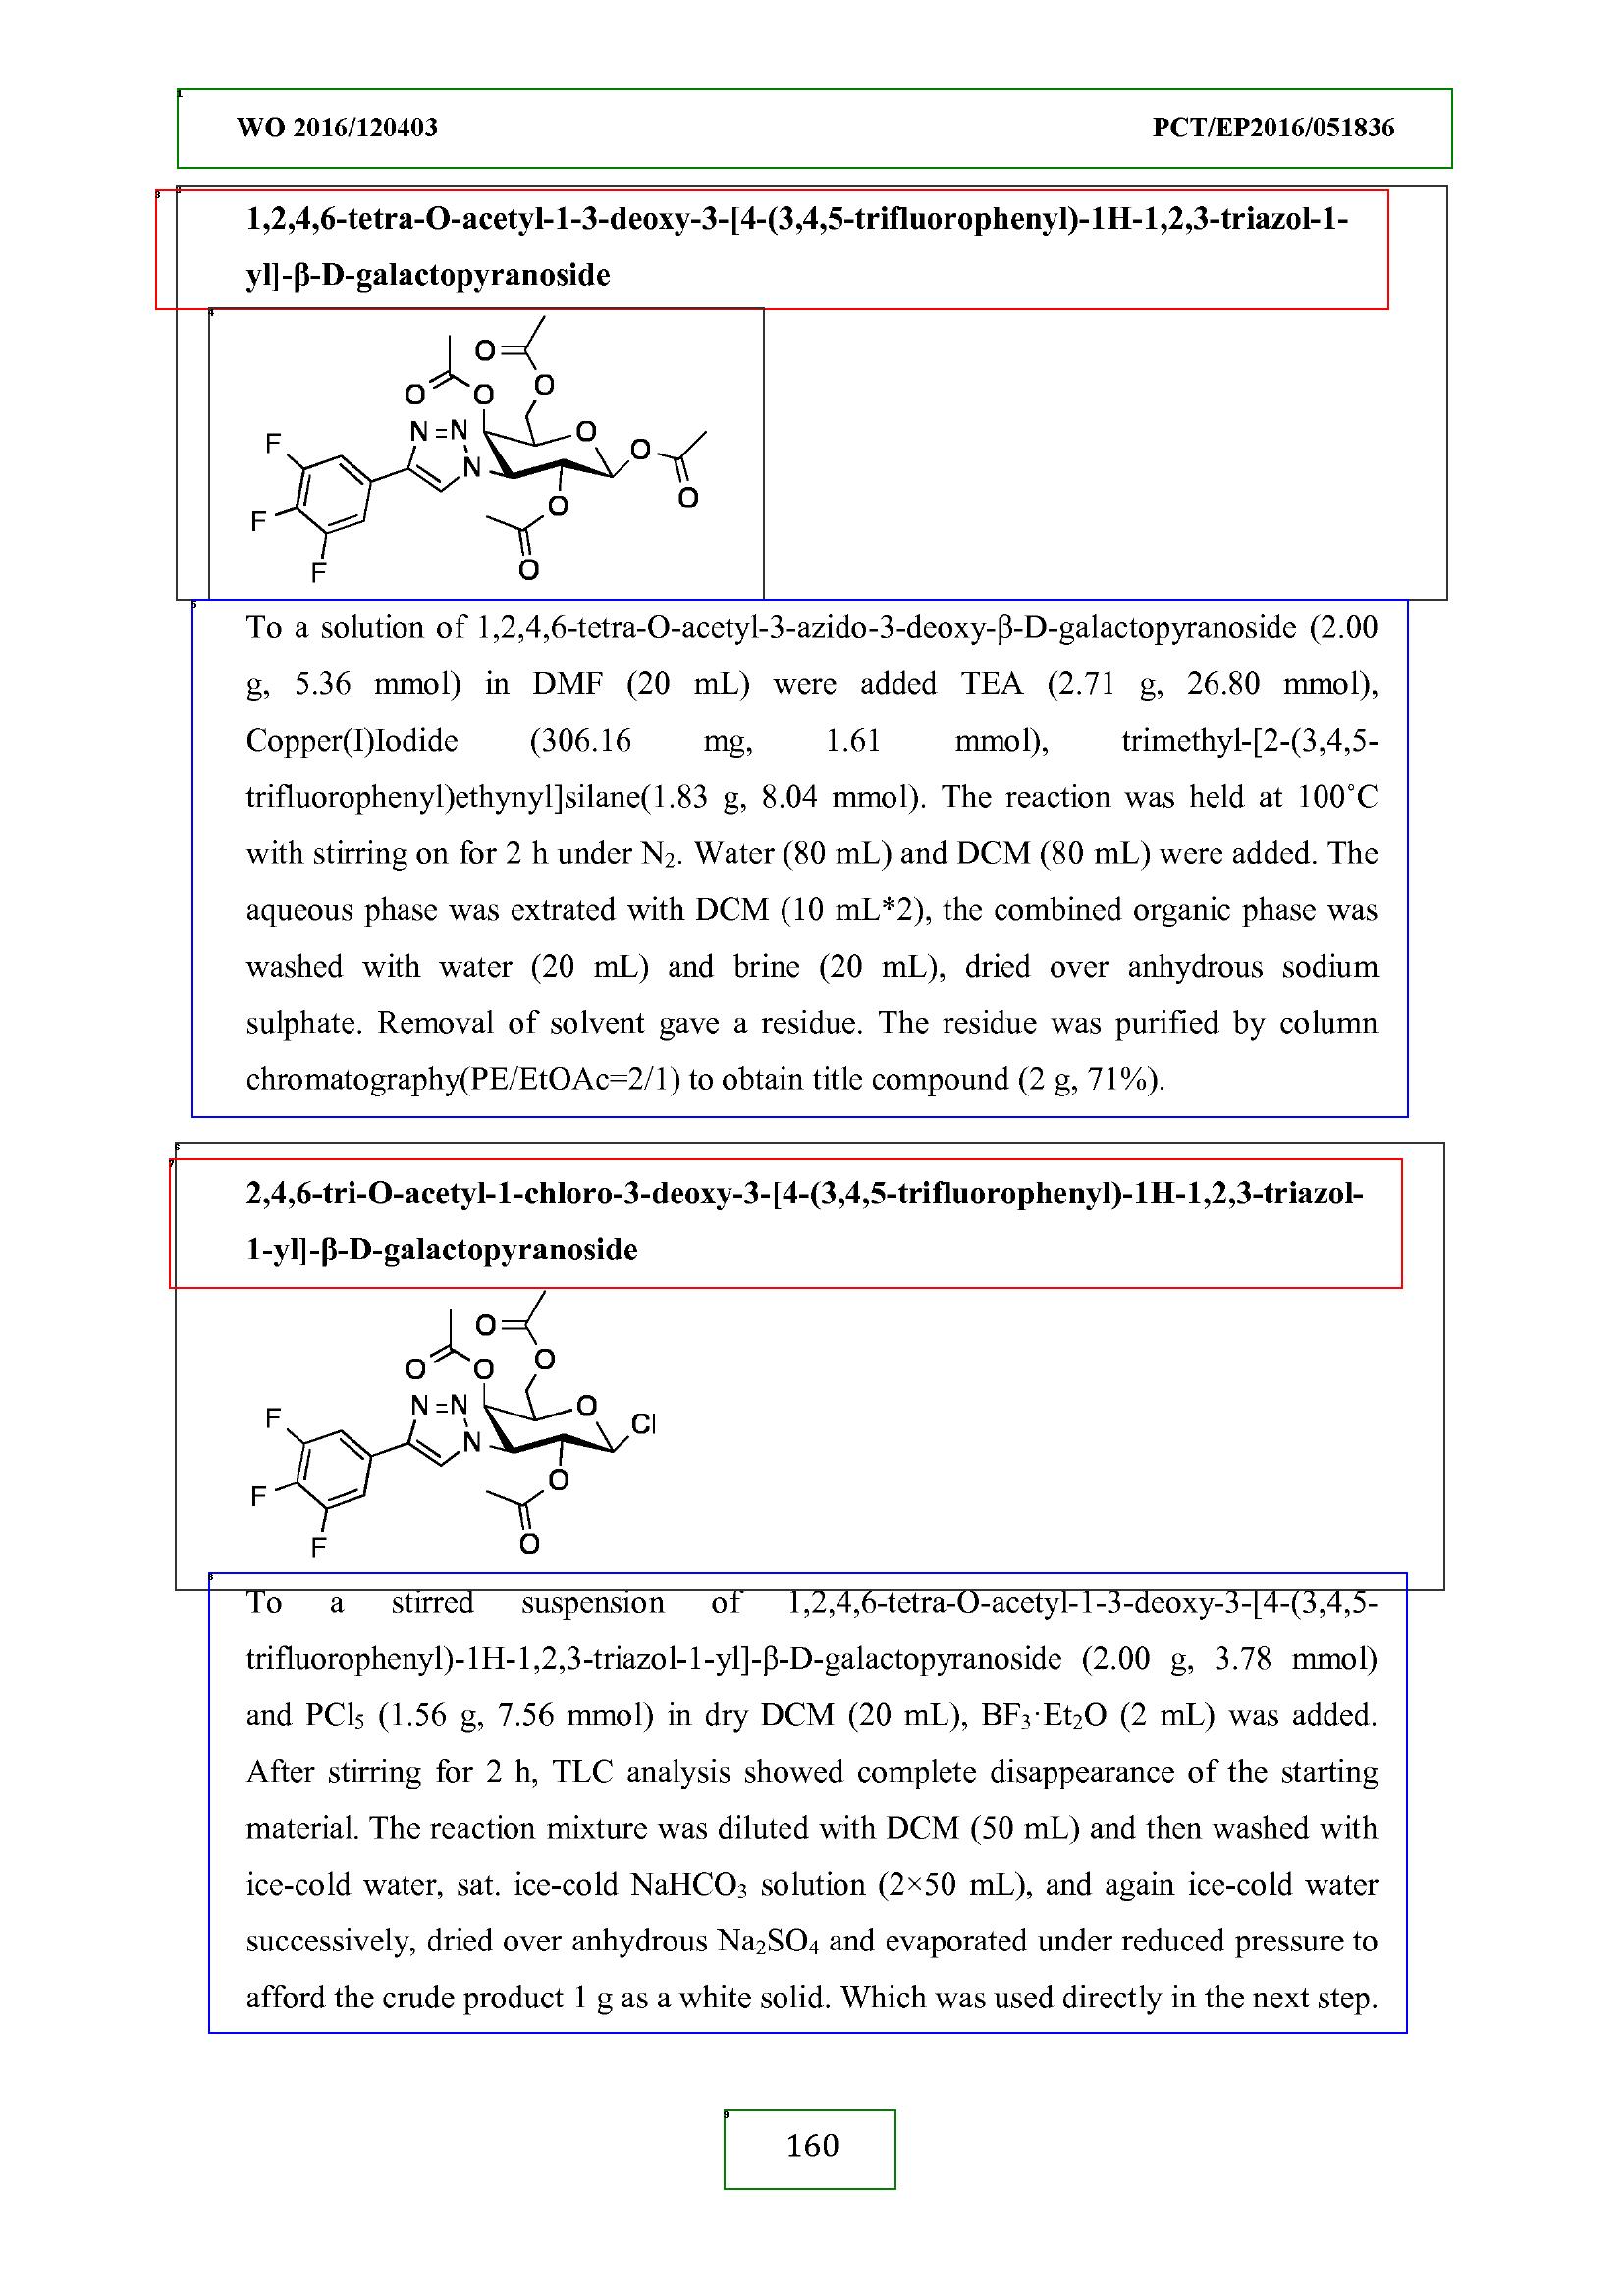 WO 2016/120403 PCT/EP2016/051836
1,2,4,6-tetra-O-acetyl-1-3-deoxy-3-[4-(3,4,5-trifluorophenyl)-1H-1,2,3-triazol-1-
yl]-β-D-galactopyranoside
O O O O N=N N O O O O O F F F
To a solution of 1,2,4,6-tetra-O-acetyl-3-azido-3-deoxy-β-D-galactopyranoside (2.00
g, 5.36 mmol) in DMF (20 mL) were added TEA (2.71 g, 26.80 mmol),
Copper(I)Iodide (306.16 mg, 1.61 mmol), trimethyl-[2-(3,4,5-
trifluorophenyl)ethynyl]silane(1.83 g, 8.04 mmol). The reaction was held at 100˚C
with stirring on for 2 h under N₂. Water (80 mL) and DCM (80 mL) were added. The
aqueous phase was extrated with DCM (10 mL*2), the combined organic phase was
washed with water (20 mL) and brine (20 mL), dried over anhydrous sodium
sulphate. Removal of solvent gave a residue. The residue was purified by column
chromatography(PE/EtOAc=2/1) to obtain title compound (2 g, 71%).
2,4,6-tri-O-acetyl-1-chloro-3-deoxy-3-[4-(3,4,5-trifluorophenyl)-1H-1,2,3-triazol-
1-yl]-β-D-galactopyranoside
O O O O N=N N O Cl O O F F F
To a stirred suspension of 1,2,4,6-tetra-O-acetyl-1-3-deoxy-3-[4-(3,4,5-
trifluorophenyl)-1H-1,2,3-triazol-1-yl]-β-D-galactopyranoside (2.00 g, 3.78 mmol)
and PCl₅ (1.56 g, 7.56 mmol) in dry DCM (20 mL), BF₃·Et₂O (2 mL) was added.
After stirring for 2 h, TLC analysis showed complete disappearance of the starting
material. The reaction mixture was diluted with DCM (50 mL) and then washed with
ice-cold water, sat. ice-cold NaHCO₃ solution (2×50 mL), and again ice-cold water
successively, dried over anhydrous Na₂SO₄ and evaporated under reduced pressure to
afford the crude product 1 g as a white solid. Which was used directly in the next step.
160